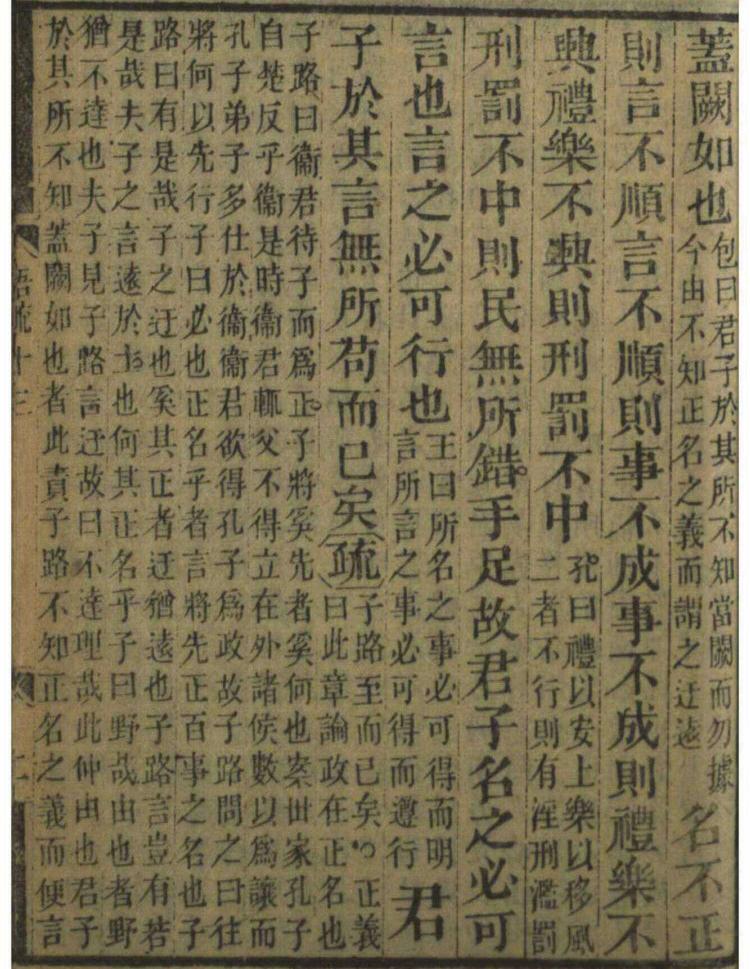 蓋闕如也
包曰君子於其所不知當闕而勿據
今由不知正名之義而謂之迂遠
名不正
則言不順言不順則事不成事不成則禮樂不
興禮樂不興則刑罰不中
孔曰禮以安上樂以移風
二者不行則有淫刑濫罰
刑罰不中則民無所錯手足故君子名之必可
言也言之必可行也
王曰所名之事必可得而明
言所言之事必可得而遵行
君
子於其言無所苟而已矣疏
子路至而已矣○正義
曰此章論政在正名也
子路曰衞君待子而爲正子將奚先者奚何也案世家孔子
自楚反乎衞是時衞君輒父不得立在外諸侯數以爲讓而
孔子弟子多仕於衞衞君欲得孔子爲政故子路問之曰往
將何以先行子曰必也正名乎者言將先正百事之名也子
路曰有是哉子之迂也奚其正者迂猶遠也子路言豈有若
是哉夫子之言遠於也何其正名乎子曰野哉由也者野
猶不達也夫子見子路言迂故曰不達理哉此仲由也君子
於其所不知蓋闕如也者此責子路不知正名之義而便言
語疏十三